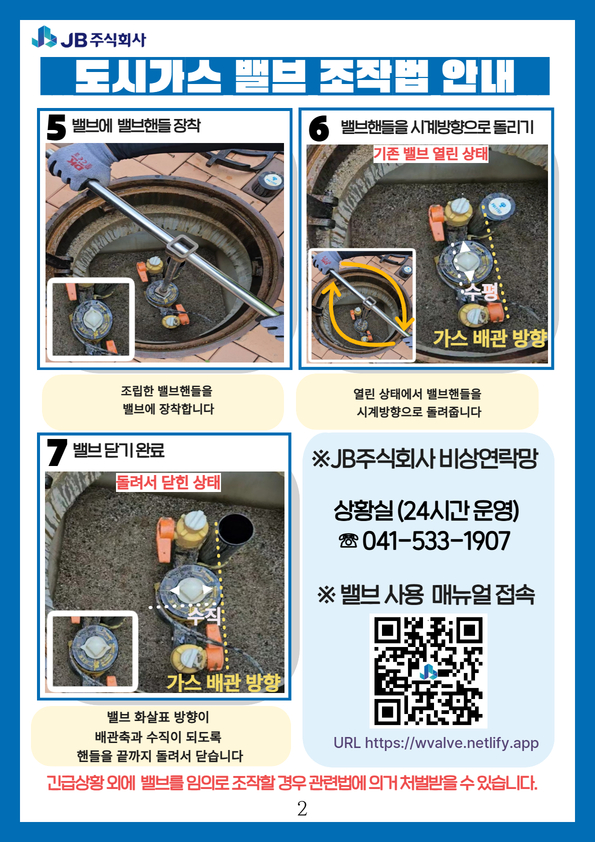 JB 주식회사
도시가스 밸브 조작법 안내
5 밸브에 밸브핸들 장착
조립한 밸브핸들을
밸브에 장착합니다
6 밸브핸들을 시계방향으로 돌리기
기존 밸브 열린 상태
수평
가스 배관 방향
열린 상태에서 밸브핸들을
시계방향으로 돌려줍니다
7 밸브 닫기 완료
돌려서 닫힌 상태
수직
가스 배관 방향
밸브 화살표 방향이
배관축과 수직이 되도록
핸들을 끝까지 돌려서 닫습니다
※JB주식회사 비상연락망
상황실 (24시간 운영)
☎ 041-533-1907
※ 밸브 사용 매뉴얼 접속
URL https://wvalve.netlify.app
긴급상황 외에 밸브를 임의로 조작할 경우 관련법에 의거 처벌받을 수 있습니다.
2